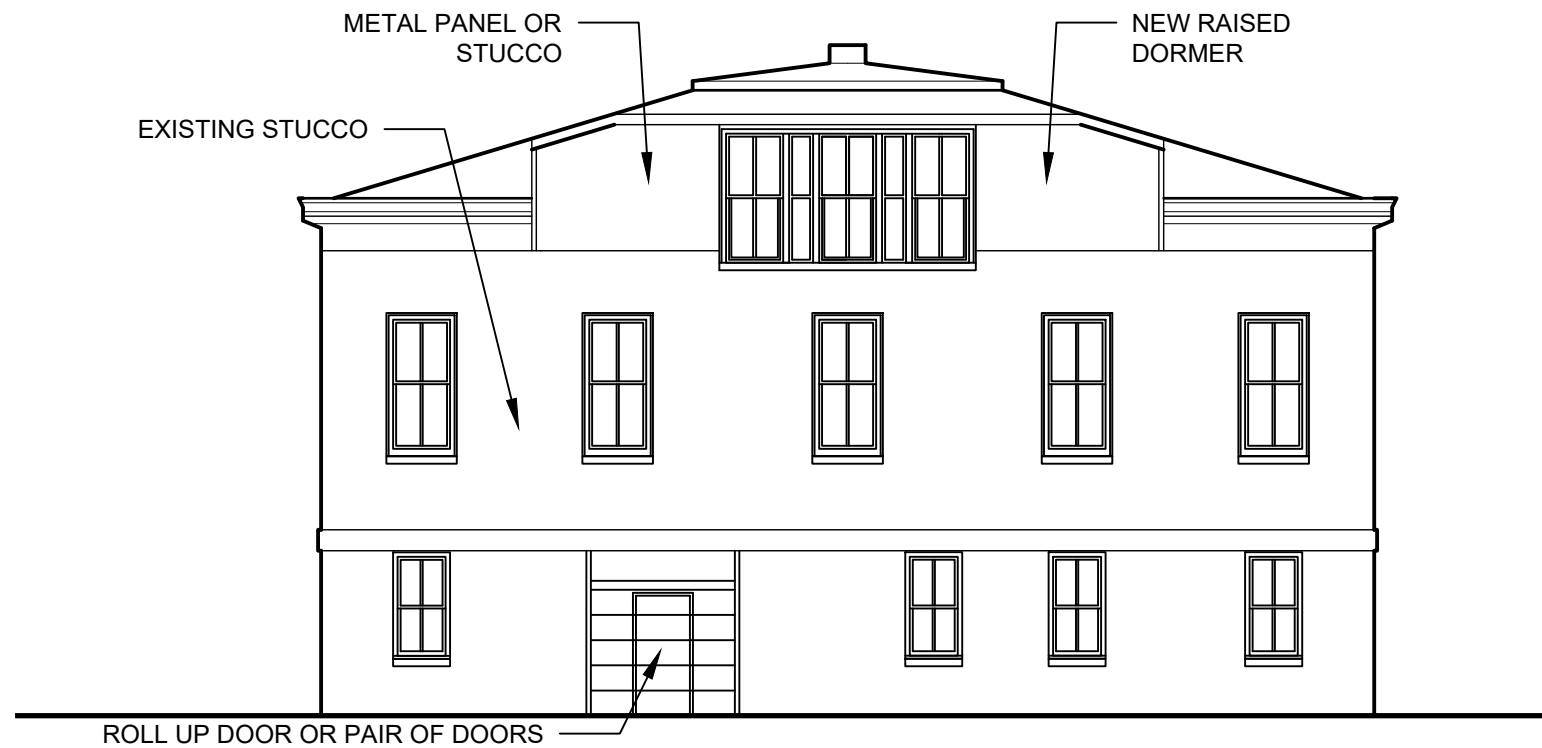 METAL PANEL OR
STUCCO
NEW RAISED
DORMER
EXISTING STUCCO
ROLL UP DOOR OR PAIR OF DOORS